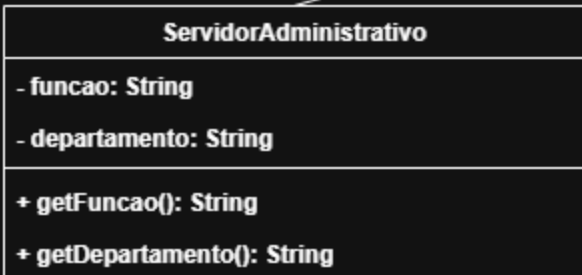 ServidorAdministrativo
- funcao: String
- departamento: String
+ getFuncao(): String
+ getDepartamento(): String